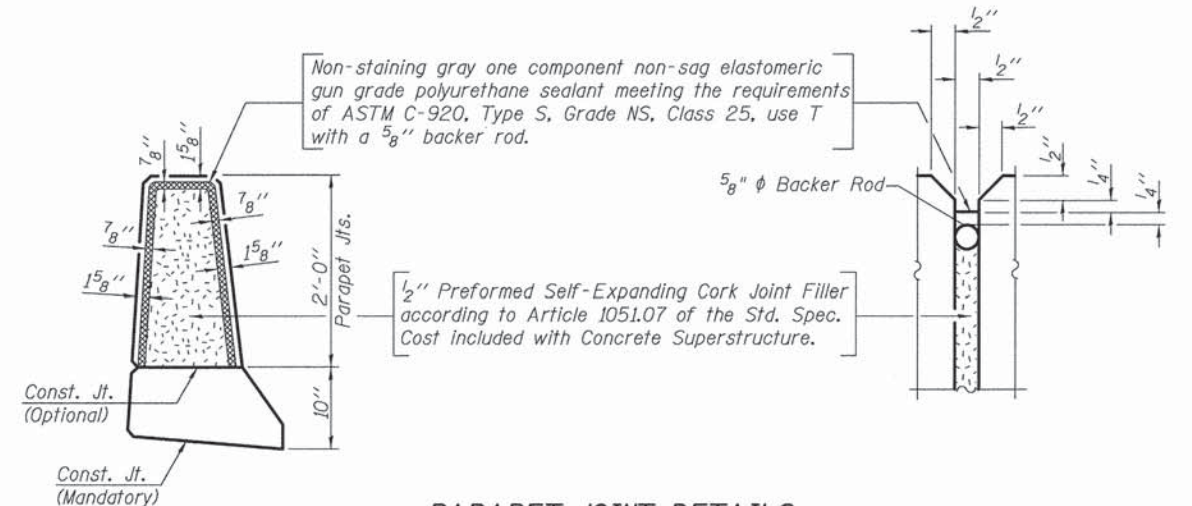 Non-staining gray one component non-sag elastomeric
gun grade polyurethane sealant meeting the requirements
of ASTM C-920, Type S, Grade NS, Class 25, use T
with a 5/8" backer rod.
1/2"
1/2"
1/2"
1/2"
1/4"
1/4"
5/8" ϕ Backer Rod
7/8"
1 5/8"
7/8"
7/8"
1 5/8"
1 5/8"
2'-0"
Parapet Jts.
1/2" Preformed Self-Expanding Cork Joint Filler
according to Article 1051.07 of the Std. Spec.
Cost included with Concrete Superstructure.
Const. Jt.
(Optional)
10"
Const. Jt.
(Mandatory)
PARAPET JOINT DETAILS